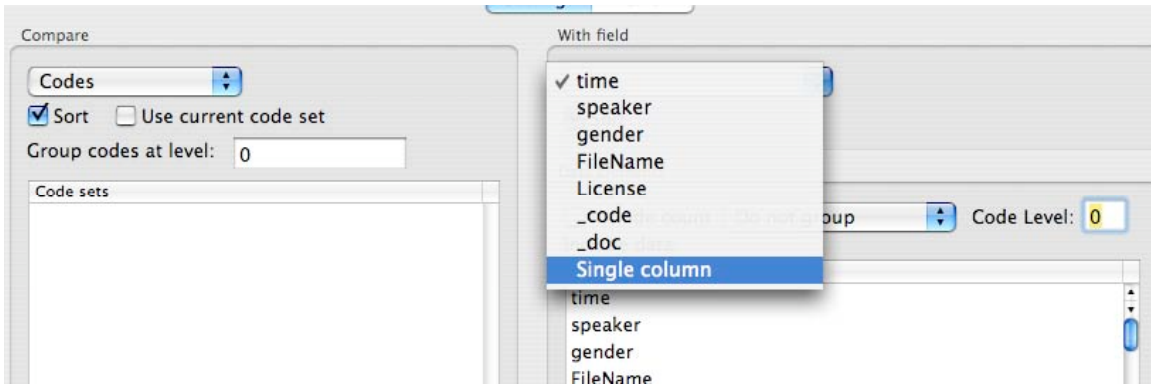 Compare
Codes
Sort
Use current code set
Group codes at level: 0
Code sets
With field
✓ time
speaker
gender
FileName
License
_code
_doc
Single column
group
Code Level: 0
time
speaker
gender
FileName